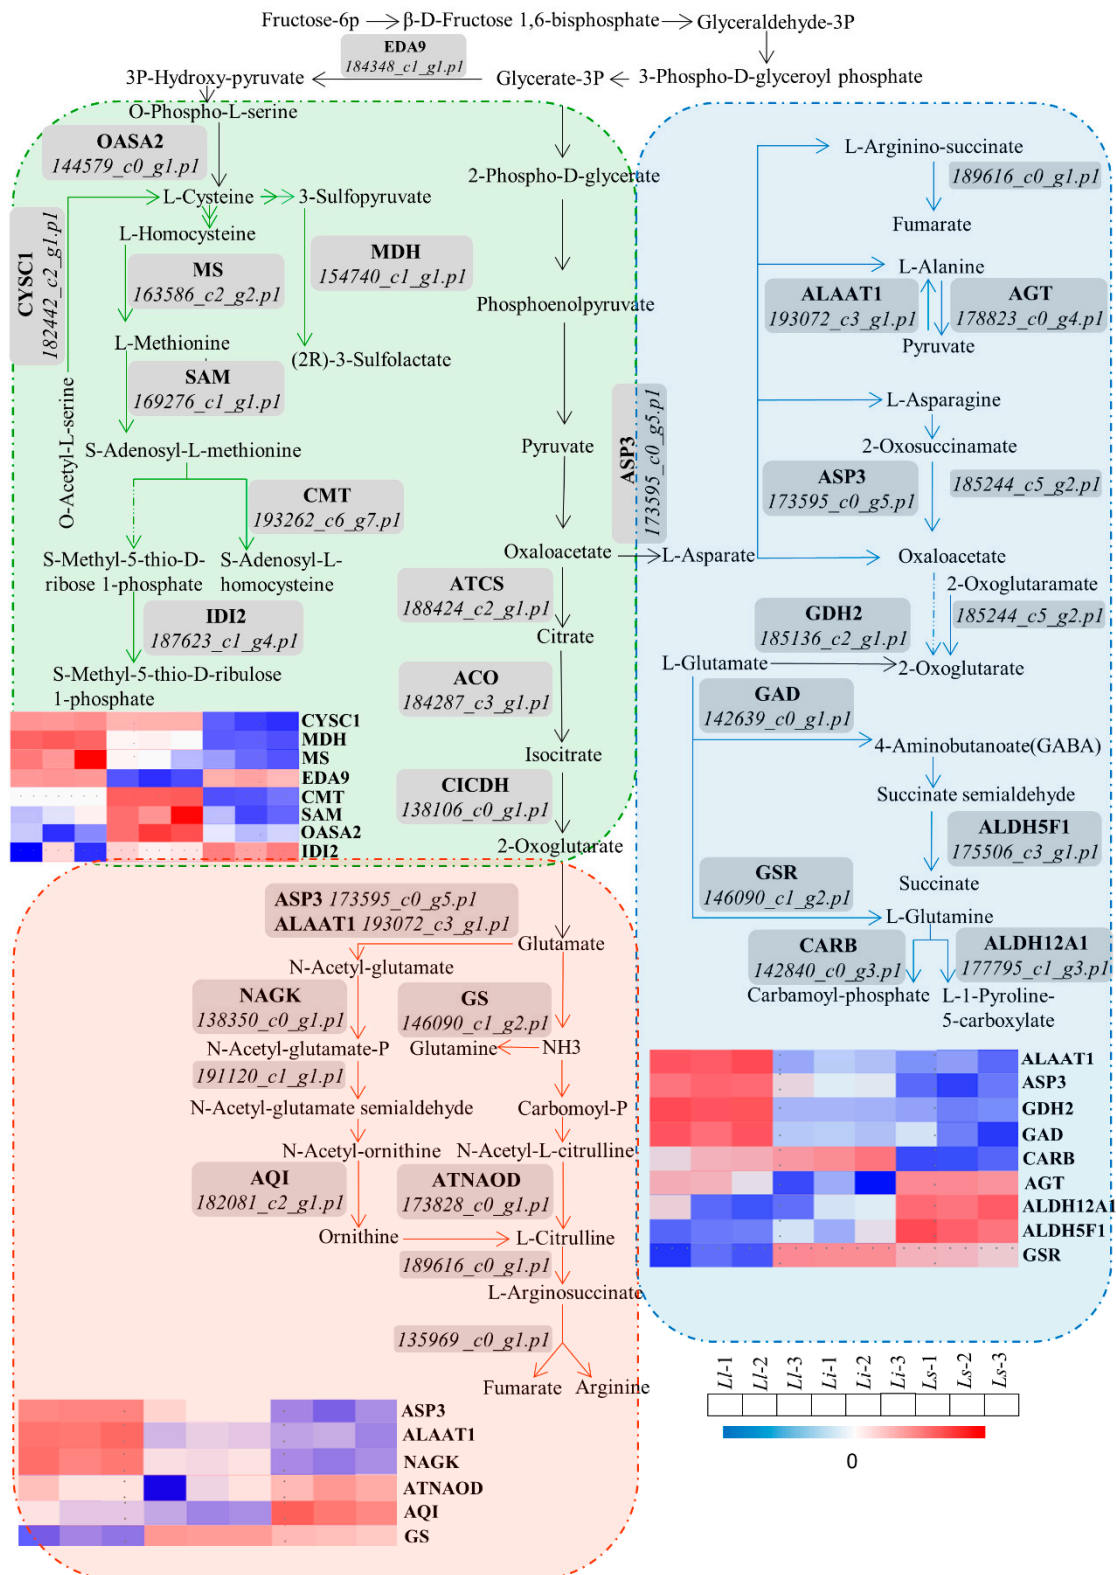 Fructose-6p β-D-Fructose 1,6-bisphosphate Glyceraldehyde-3P
EDA9
184348_c1_g1.p1
3P-Hydroxy-pyruvate Glycerate-3P 3-Phospho-D-glyceroyl phosphate
O-Phospho-L-serine
OASA2
144579_c0_g1.p1
L-Cysteine 3-Sulfopyruvate
CYSC1
182442_c2_g1.p1
L-Homocysteine
MS
163586_c2_g2.p1
MDH
154740_c1_g1.p1
L-Methionine
(2R)-3-Sulfolactate
SAM
169276_c1_g1.p1
O-Acetyl-L-serine
S-Adenosyl-L-methionine
CMT
193262_c6_g7.p1
S-Methyl-5-thio-D-
ribose 1-phosphate
S-Adenosyl-L-
homocysteine
IDI2
187623_c1_g4.p1
S-Methyl-5-thio-D-ribulose
1-phosphate
CYSC1
MDH
MS
EDA9
CMT
SAM
OASA2
IDI2
2-Phospho-D-glycerate
Phosphoenolpyruvate
Pyruvate
ASP3
173595_c0_g5.p1
Oxaloacetate L-Asparate
ATCS
188424_c2_g1.p1
Citrate
ACO
184287_c3_g1.p1
Isocitrate
CICDH
138106_c0_g1.p1
2-Oxoglutarate
L-Arginino-succinate
189616_c0_g1.p1
Fumarate
L-Alanine
ALAAT1
193072_c3_g1.p1
AGT
178823_c0_g4.p1
Pyruvate
L-Asparagine
2-Oxosuccinamate
ASP3
173595_c0_g5.p1
185244_c5_g2.p1
Oxaloacetate
2-Oxoglutaramate
GDH2
185136_c2_g1.p1
185244_c5_g2.p1
L-Glutamate 2-Oxoglutarate
GAD
142639_c0_g1.p1
4-Aminobutanoate(GABA)
Succinate semialdehyde
ALDH5F1
175506_c3_g1.p1
GSR
146090_c1_g2.p1
Succinate
L-Glutamine
CARB
142840_c0_g3.p1
ALDH12A1
177795_c1_g3.p1
Carbamoyl-phosphate
L-1-Pyroline-
5-carboxylate
ALAAT1
ASP3
GDH2
GAD
CARB
AGT
ALDH12A1
ALDH5F1
GSR
ASP3 173595_c0_g5.p1
ALAAT1 193072_c3_g1.p1
Glutamate
N-Acetyl-glutamate
NAGK
138350_c0_g1.p1
GS
146090_c1_g2.p1
N-Acetyl-glutamate-P Glutamine NH3
191120_c1_g1.p1
N-Acetyl-glutamate semialdehyde Carbomoyl-P
N-Acetyl-ornithine N-Acetyl-L-citrulline
AQI
182081_c2_g1.p1
ATNAOD
173828_c0_g1.p1
Ornithine L-Citrulline
189616_c0_g1.p1
L-Arginosuccinate
135969_c0_g1.p1
Fumarate Arginine
ASP3
ALAAT1
NAGK
ATNAOD
AQI
GS
Ll-1 Ll-2 Ll-3 Li-1 Li-2 Li-3 Ls-1 Ls-2 Ls-3
0